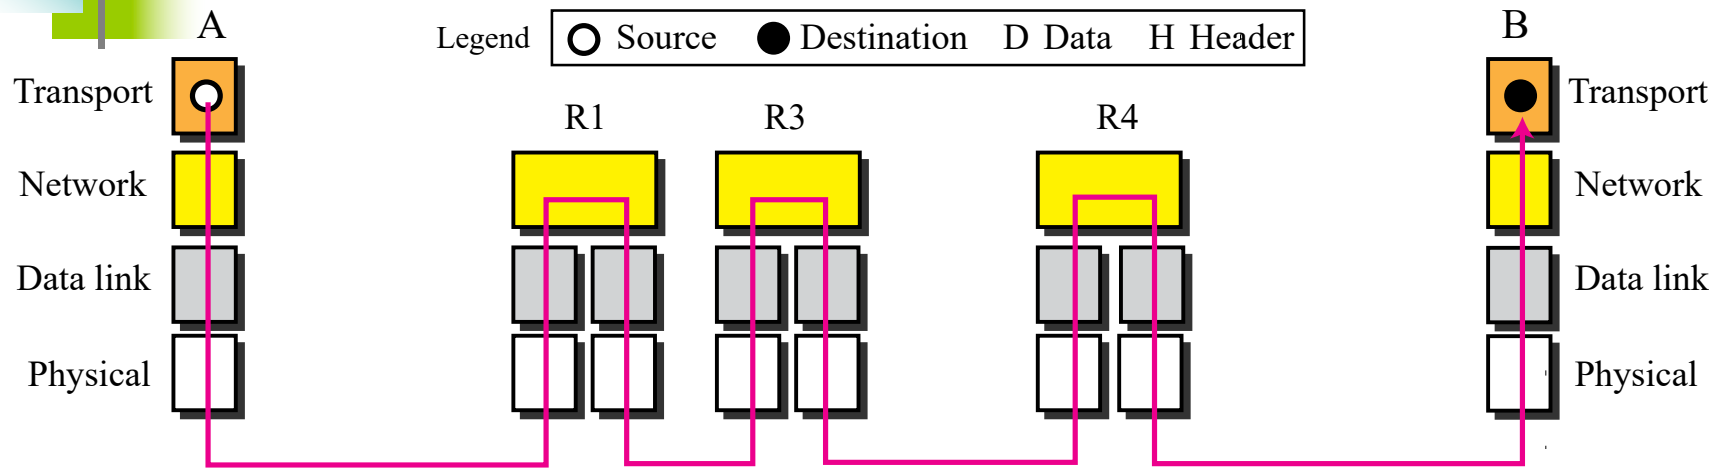 A
Legend Source Destination D Data H Header
B
Transport Transport
R1 R3 R4
Network Network
Data link Data link
Physical Physical